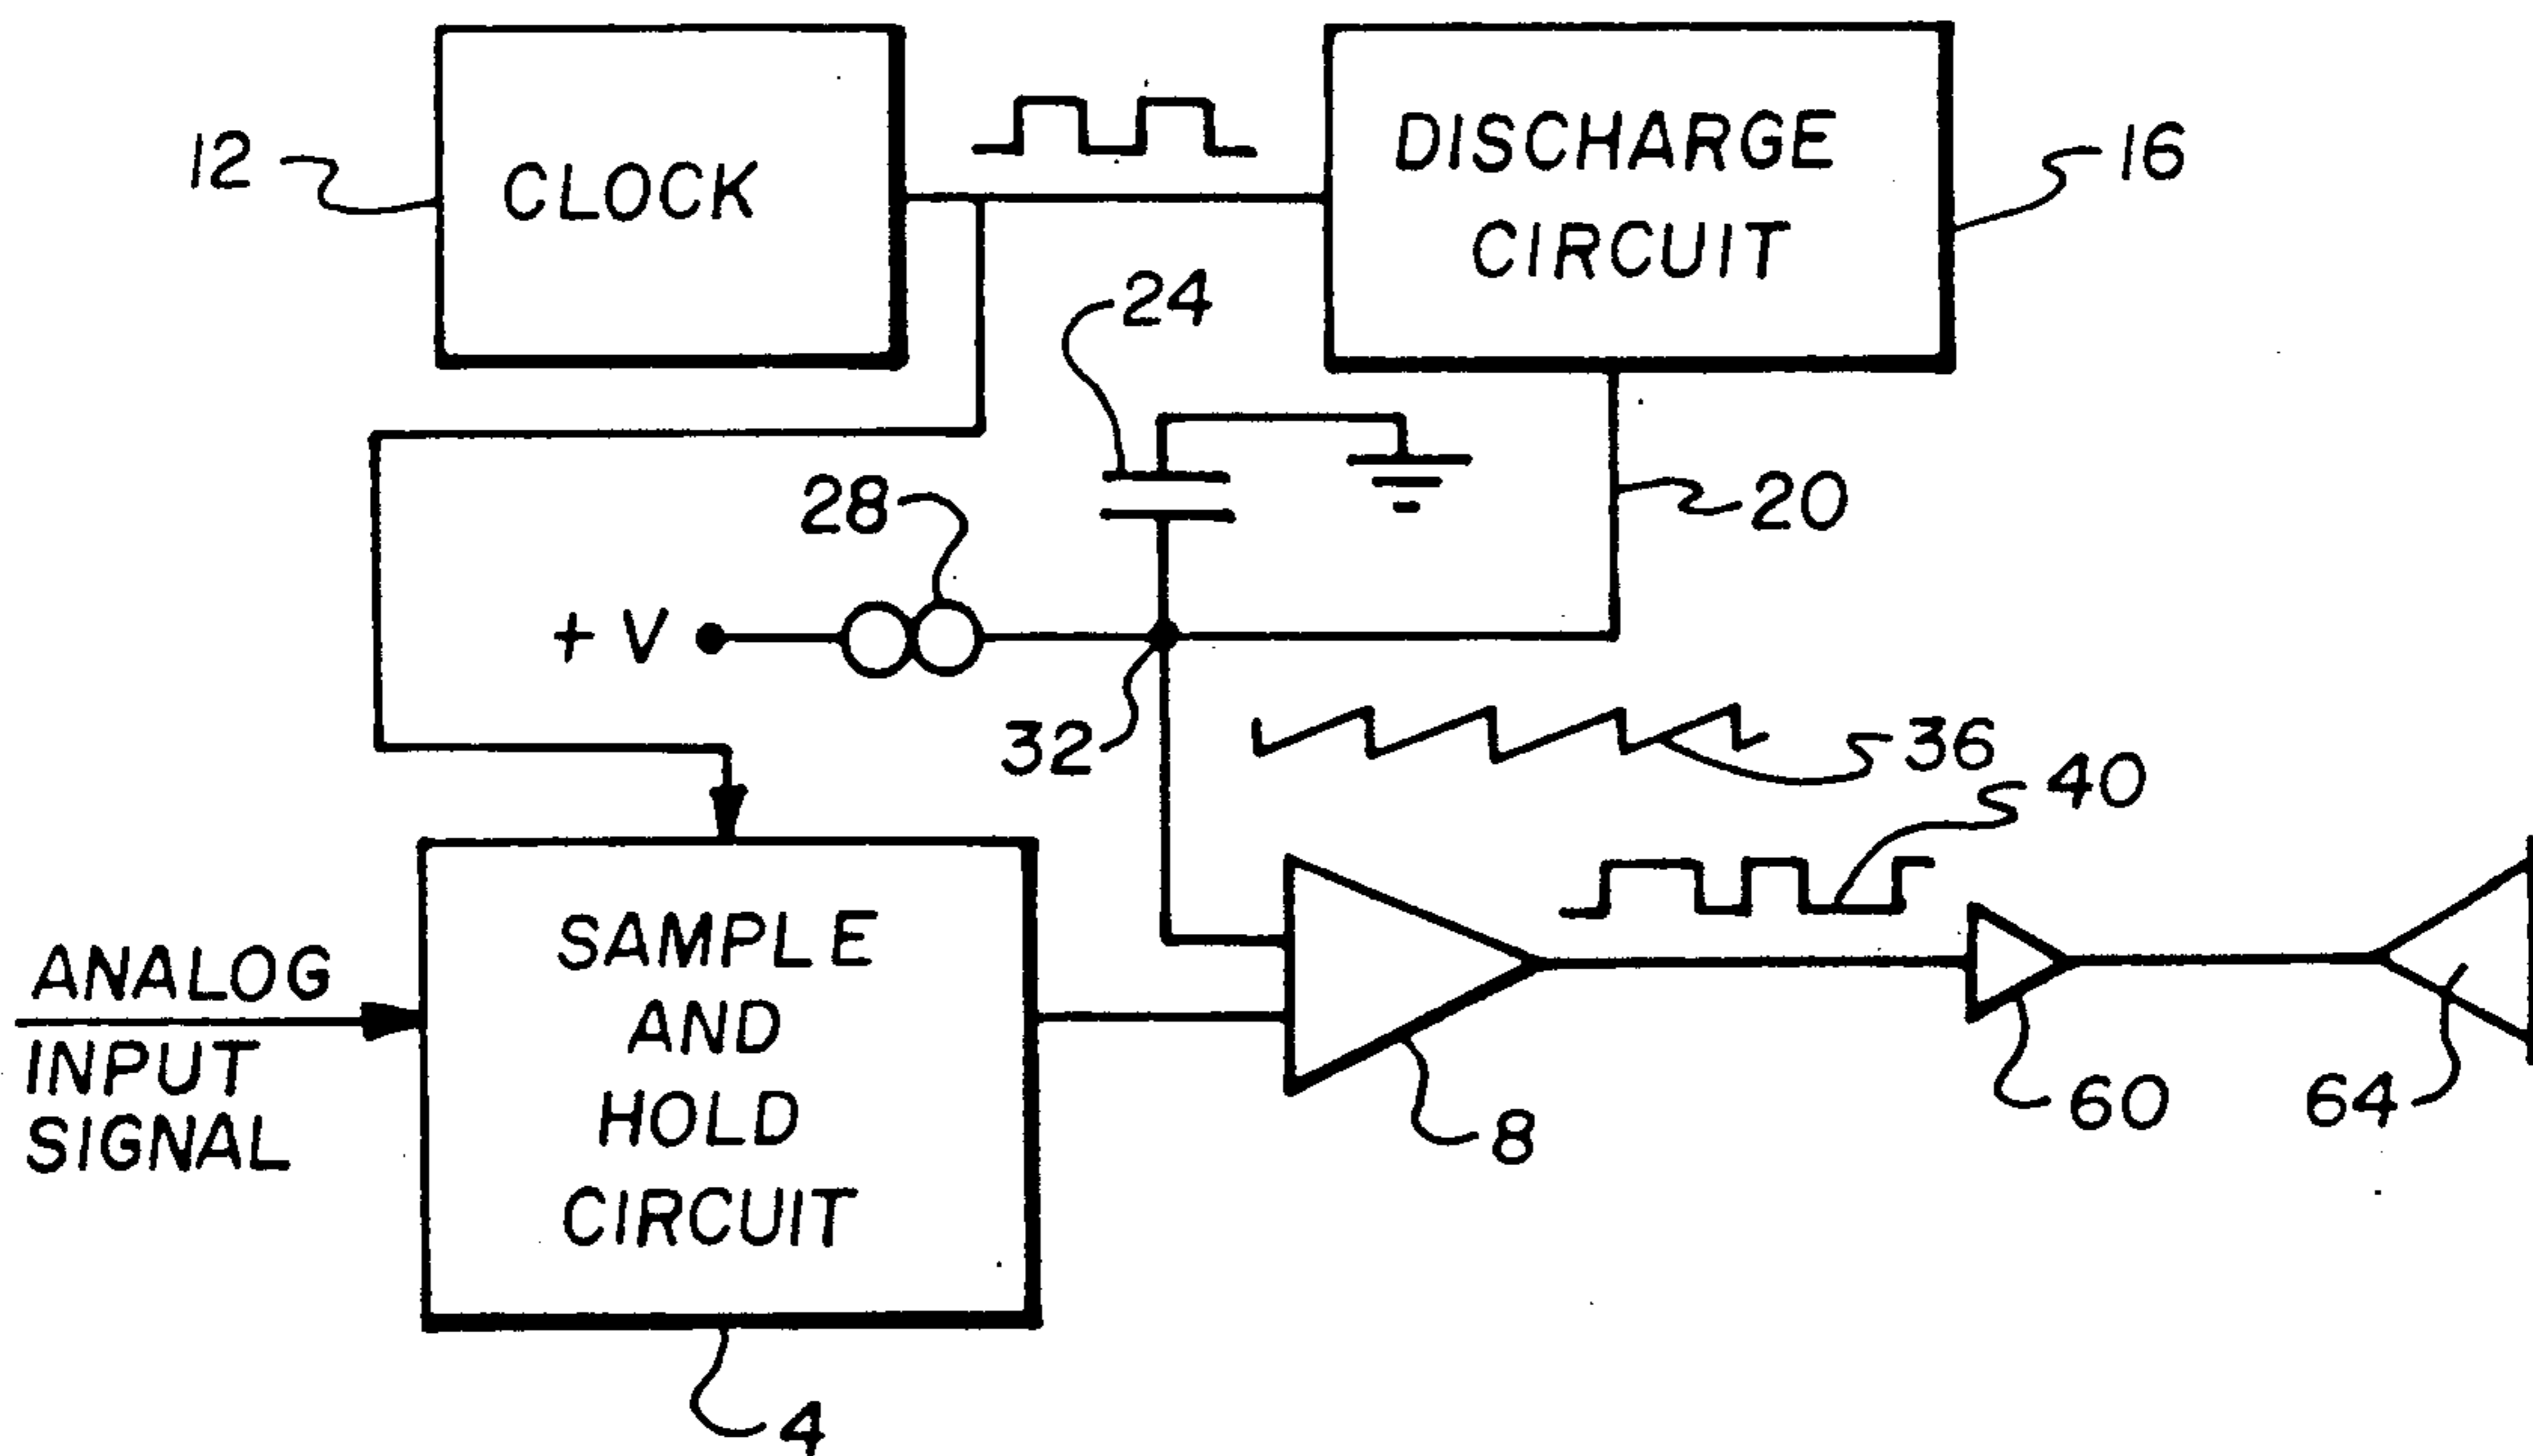 12
CLOCK
DISCHARGE
CIRCUIT
16
24
28
20
+ V
32
36
40
ANALOG
INPUT
SIGNAL
SAMPLE
AND
HOLD
CIRCUIT
8
60
64
4